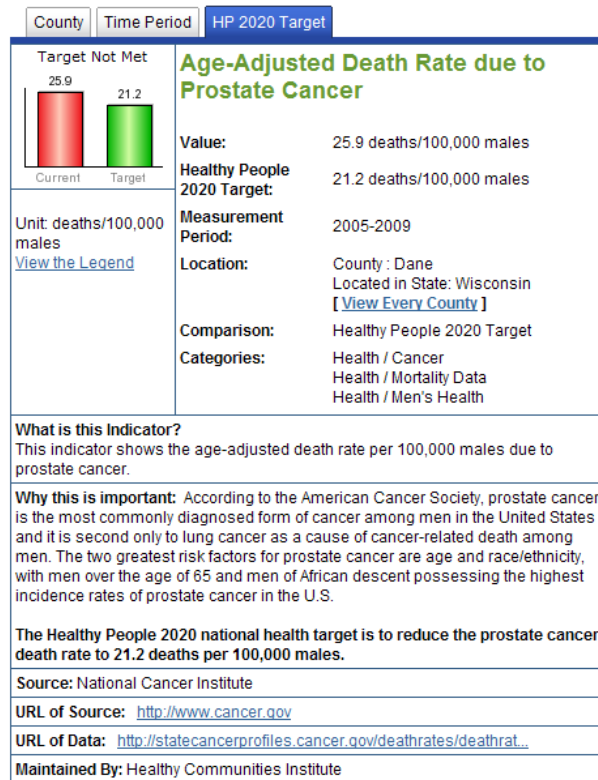 County Time Period HP 2020 Target
Target Not Met
25.9
21.2
Current Target
Unit: deaths/100,000
males
View the Legend
Age-Adjusted Death Rate due to
Prostate Cancer
Value: 25.9 deaths/100,000 males
Healthy People
2020 Target: 21.2 deaths/100,000 males
Measurement
Period: 2005-2009
Location: County : Dane
Located in State: Wisconsin
[ View Every County ]
Comparison: Healthy People 2020 Target
Categories: Health / Cancer
Health / Mortality Data
Health / Men's Health
What is this Indicator?
This indicator shows the age-adjusted death rate per 100,000 males due to
prostate cancer.
Why this is important: According to the American Cancer Society, prostate cancer
is the most commonly diagnosed form of cancer among men in the United States
and it is second only to lung cancer as a cause of cancer-related death among
men. The two greatest risk factors for prostate cancer are age and race/ethnicity,
with men over the age of 65 and men of African descent possessing the highest
incidence rates of prostate cancer in the U.S.
The Healthy People 2020 national health target is to reduce the prostate cancer
death rate to 21.2 deaths per 100,000 males.
Source: National Cancer Institute
URL of Source: http://www.cancer.gov
URL of Data: http://statecancerprofiles.cancer.gov/deathrates/deathrat...
Maintained By: Healthy Communities Institute